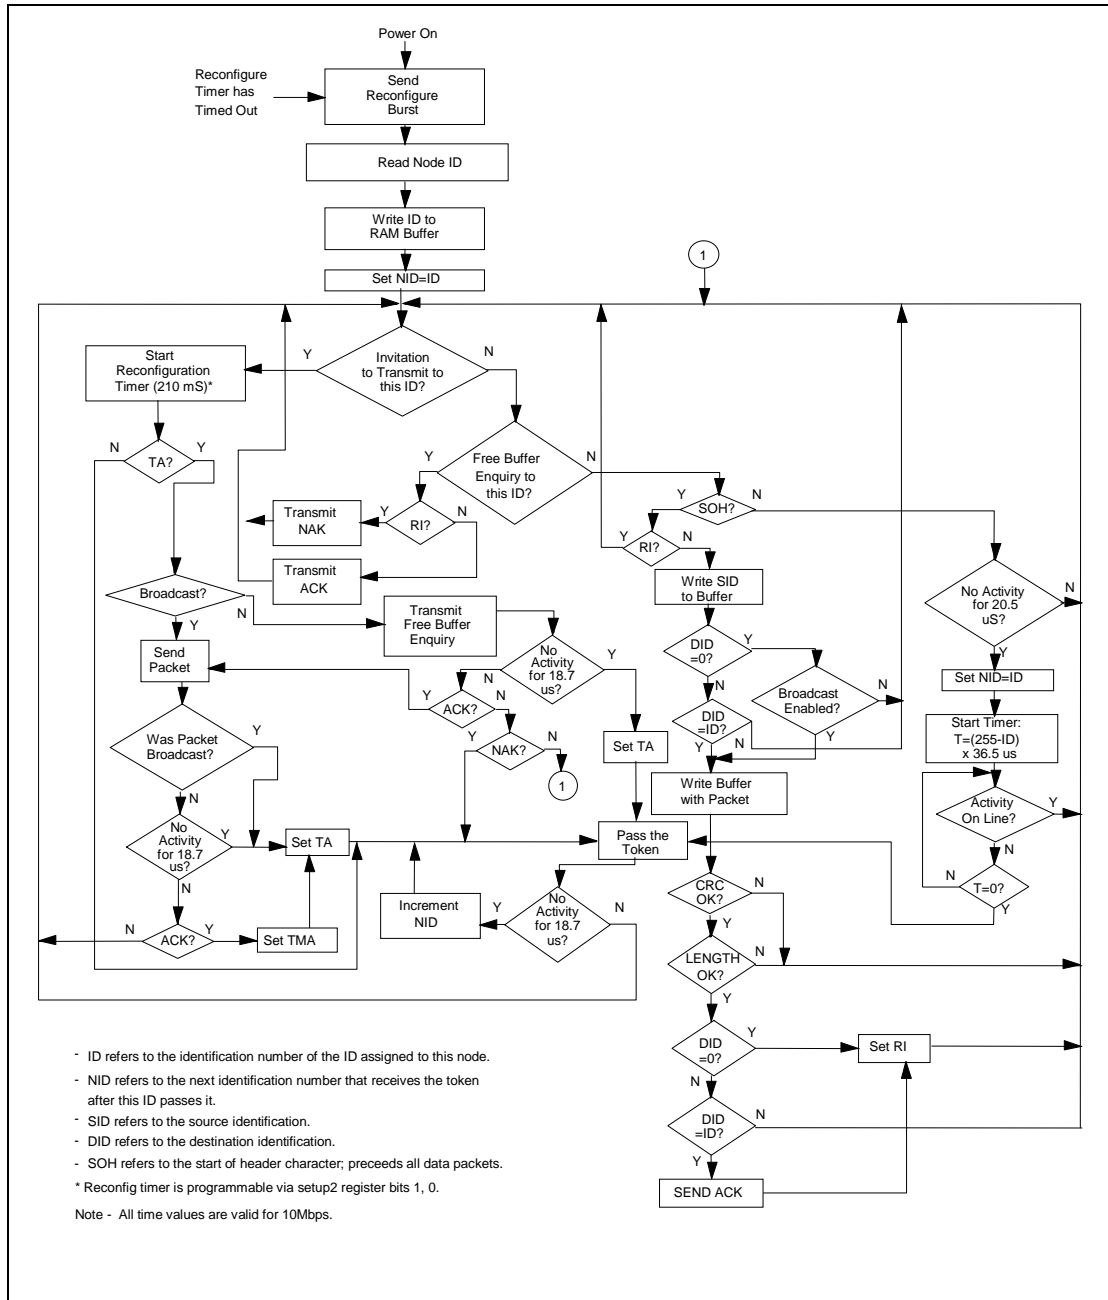 Power On
Reconfigure
Timer has
Timed Out
Send
Reconfigure
Burst
Read Node ID
Write ID to
RAM Buffer
Set NID=ID
1
Y
Invitation
to Transmit to
this ID?
N
Start
Reconfiguration
Timer (210 mS)*
N
TA?
Y
Y
Free Buffer
Enquiry to
this ID?
N
Transmit
NAK
Y
RI?
N
Transmit
ACK
Y
SOH?
N
Y
RI?
N
Write SID
to Buffer
No Activity
for 20.5
uS?
N
Y
Broadcast?
N
Y
Transmit
Free Buffer
Enquiry
Send
Packet
No
Activity
for 18.7
us?
N
Y
DID
=0?
Y
N
Broadcast
Enabled?
N
Y
Set NID=ID
Y
ACK?
N
DID
=ID?
N
Y
Start Timer:
T=(255-ID)
x 36.5 us
Was Packet
Broadcast?
Y
N
NAK?
N
Y
1
Set TA
Write Buffer
with Packet
Activity
On Line?
Y
N
No
Activity
for 18.7
us?
Y
N
Set TA
Pass the
Token
T=0?
N
Y
CRC
OK?
N
Y
Increment
NID
Y
No
Activity
for 18.7
us?
N
N
ACK?
Y
Set TMA
LENGTH
OK?
N
Y
DID
=0?
Y
N
Set RI
DID
=ID?
N
Y
SEND ACK
- ID refers to the identification number of the ID assigned to this node.
- NID refers to the next identification number that receives the token
after this ID passes it.
- SID refers to the source identification.
- DID refers to the destination identification.
- SOH refers to the start of header character; preceeds all data packets.
* Reconfig timer is programmable via setup2 register bits 1, 0.
Note - All time values are valid for 10Mbps.